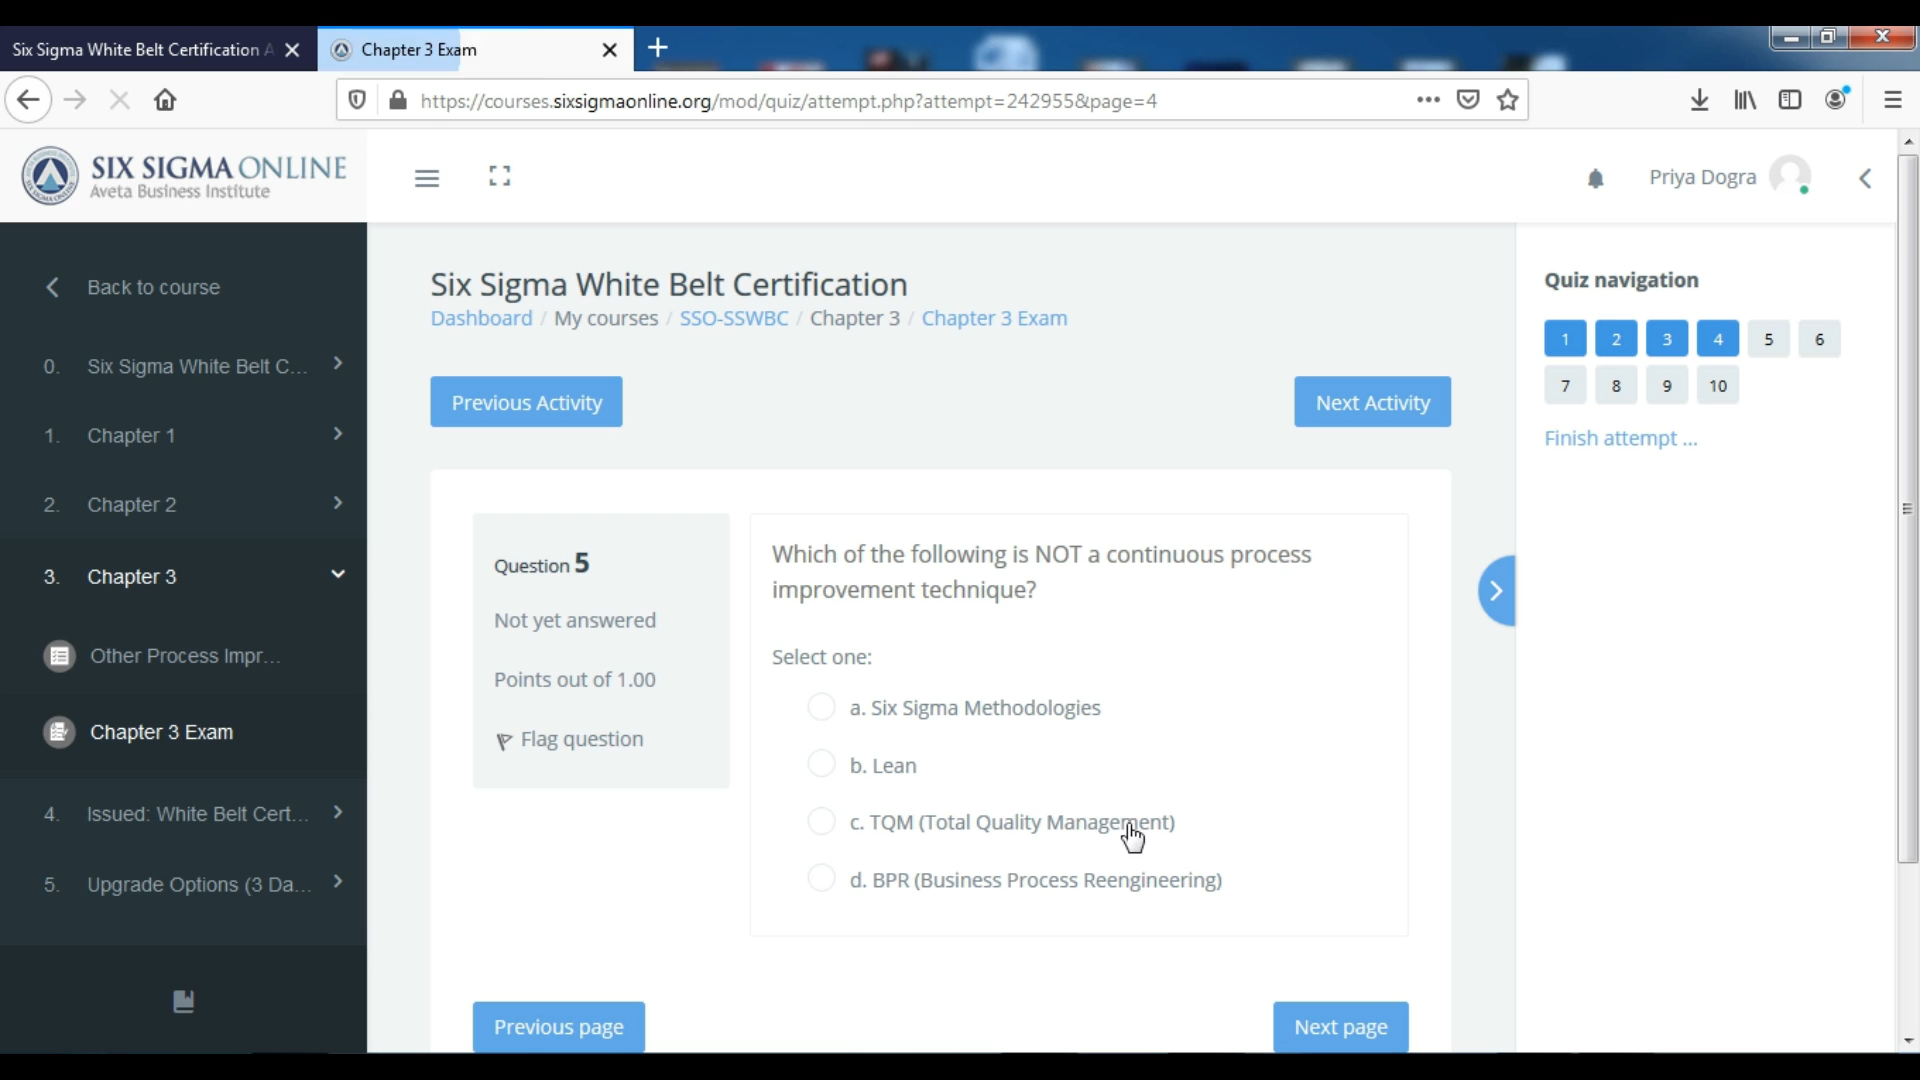 Six Sigma White Belt Certification A
Chapter 3 Exam
https://courses.sixsigmaonline.org/mod/quiz/attempt.php?attempt=242955&page=4
SIX SIGMA ONLINE
Aveta Business Institute
Priya Dogra
Back to course
0. Six Sigma White Belt C...
1. Chapter 1
2. Chapter 2
3. Chapter 3
Other Process Impr...
Chapter 3 Exam
4. Issued: White Belt Cert...
5. Upgrade Options (3 Da...
Six Sigma White Belt Certification
Dashboard / My courses / SSO-SSWBC / Chapter 3 / Chapter 3 Exam
Previous Activity
Next Activity
Question 5
Not yet answered
Points out of 1.00
Flag question
Which of the following is NOT a continuous process
improvement technique?
Select one:
a. Six Sigma Methodologies
b. Lean
c. TQM (Total Quality Management)
d. BPR (Business Process Reengineering)
Previous page
Next page
Quiz navigation
1 2 3 4 5 6
7 8 9 10
Finish attempt ...